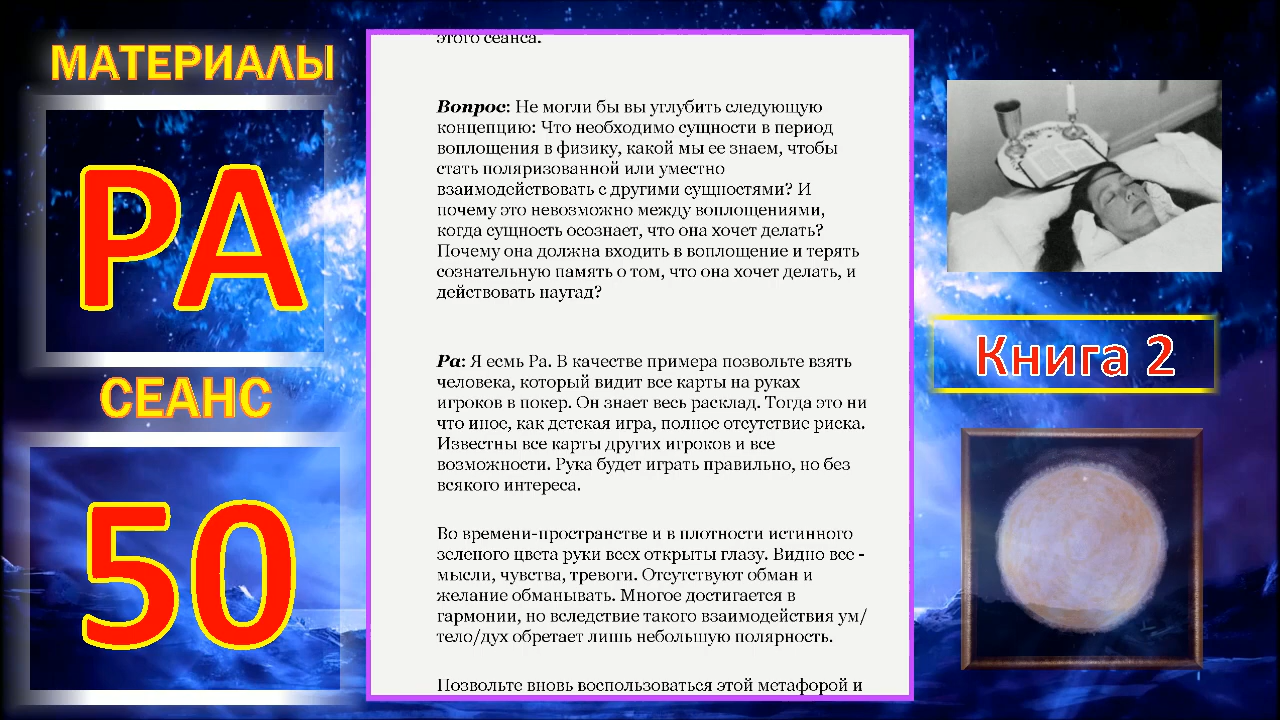 МАТЕРИАЛЫ
РА
СЕАНС
50
этого сеанса.
Вопрос: Не могли бы вы углубить следующую
концепцию: Что необходимо сущности в период
воплощения в физику, какой мы ее знаем, чтобы
стать поляризованной или уместно
взаимодействовать с другими сущностями? И
почему это невозможно между воплощениями,
когда сущность осознает, что она хочет делать?
Почему она должна входить в воплощение и терять
сознательную память о том, что она хочет делать, и
действовать наугад?
Ра: Я есмь Ра. В качестве примера позвольте взять
человека, который видит все карты на руках
игроков в покер. Он знает весь расклад. Тогда это ни
что иное, как детская игра, полное отсутствие риска.
Известны все карты других игроков и все
возможности. Рука будет играть правильно, но без
всякого интереса.
Во времени-пространстве и в плотности истинного
зеленого цвета руки всех открыты глазу. Видно все -
мысли, чувства, тревоги. Отсутствуют обман и
желание обманывать. Многое достигается в
гармонии, но вследствие такого взаимодействия ум/
тело/дух обретает лишь небольшую полярность.
Позвольте вновь воспользоваться этой метафорой и
Книга 2